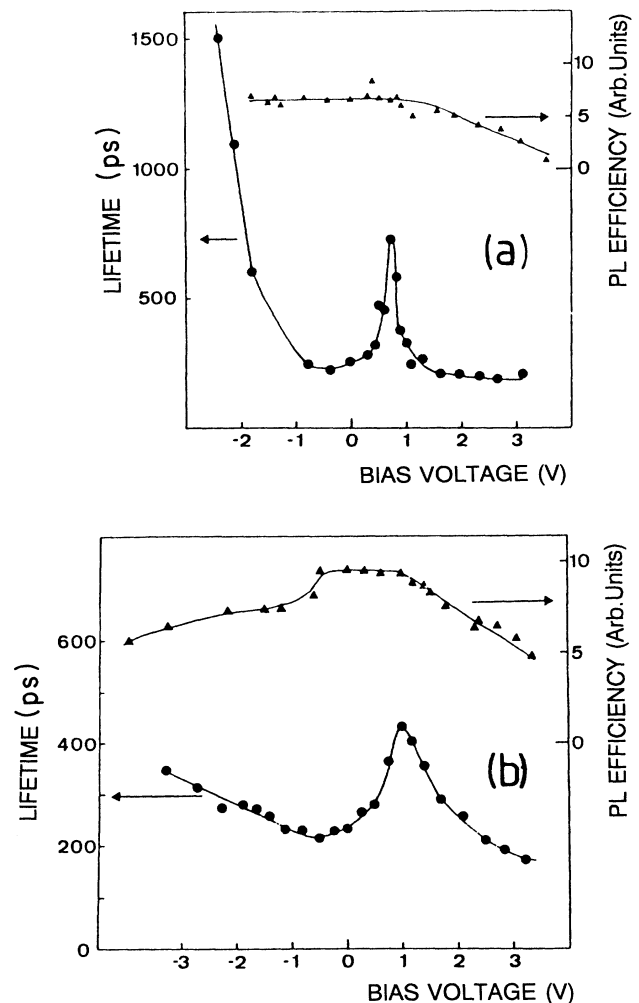 1500
1000
500
LIFETIME (ps)
10
5
0
PL EFFICIENCY (Arb.Units)
(a)
-2 -1 0 1 2 3
BIAS VOLTAGE (V)
600
400
200
0
LIFETIME (ps)
10
5
0
PL EFFICIENCY (Arb.Units)
(b)
-3 -2 -1 0 1 2 3
BIAS VOLTAGE (V)